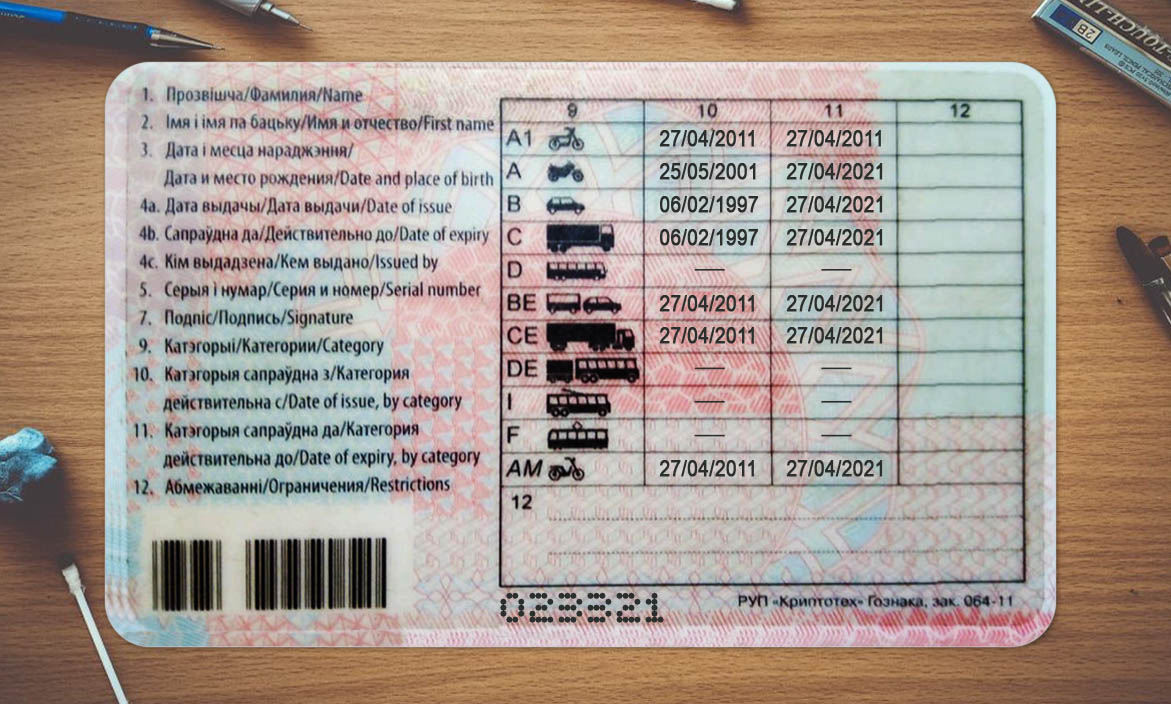 1. Прозвішча/Фамилия/Name
2. Імя і імя па бацьку/Имя и отчество/First name
3. Дата і месца нараджэння/
Дата и место рождения/Date and place of birth
4a. Дата выдачы/Дата выдачи/Date of issue
4b. Сапраўдна да/Действительно до/Date of expiry
4c. Кім выдадзена/Кем выдано/Issued by
5. Серыя і нумар/Серия и номер/Serial number
7. Подпіс/Подпись/Signature
9. Катэгорыі/Категории/Category
10. Катэгорыя сапраўдна з/Категория
действительна с/Date of issue, by category
11. Катэгорыя сапраўдна да/Категория
действительна до/Date of expiry, by category
12. Абмежаванні/Ограничения/Restrictions
9 10 11 12
A1 27/04/2011 27/04/2011
A 25/05/2001 27/04/2021
B 06/02/1997 27/04/2021
C 06/02/1997 27/04/2021
D — —
BE 27/04/2011 27/04/2021
CE 27/04/2011 27/04/2021
DE — —
I — —
F — —
AM 27/04/2011 27/04/2021
12
023321
РУП «Криптотех» Гознака, зак. 064-11
2B